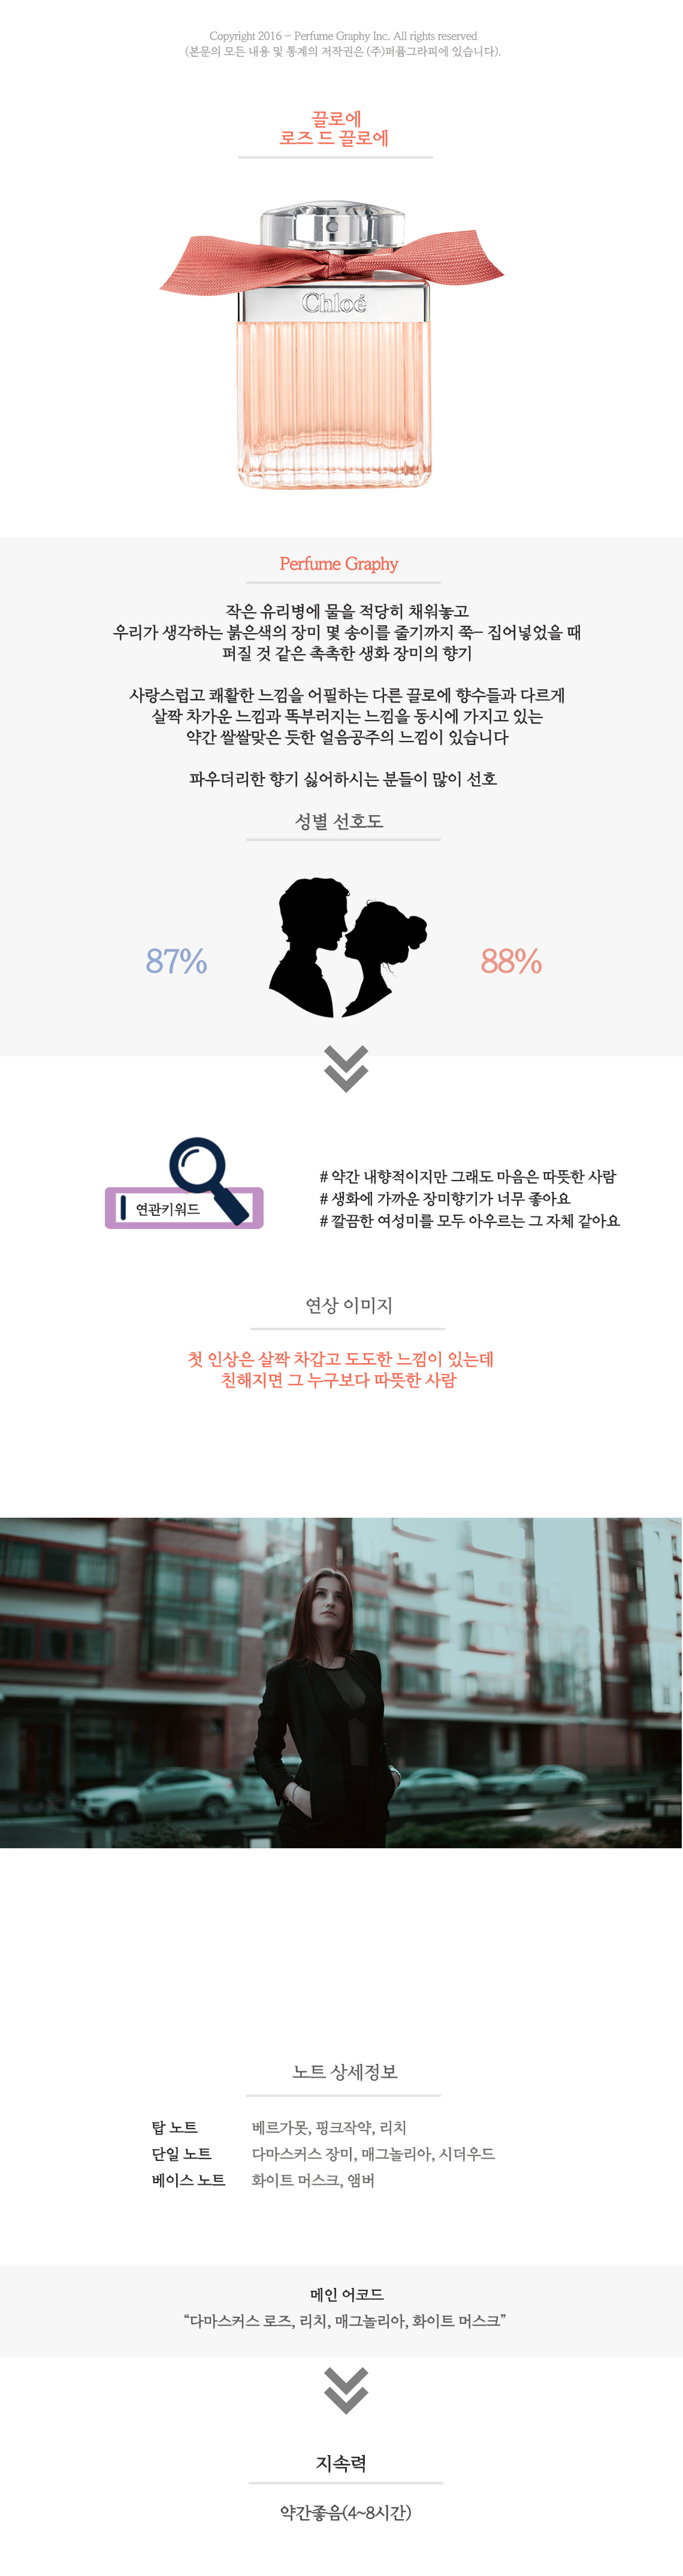 Copyright 2016 - Perfume Graphy Inc. All rights reserved
(본문의 모든 내용 및 통계의 저작권은 (주)퍼퓸그라피에 있습니다).
끌로에
로즈 드 끌로에
Chloé
Perfume Graphy
작은 유리병에 물을 적당히 채워놓고
우리가 생각하는 붉은색의 장미 몇 송이를 줄기까지 쭉- 집어넣었을 때
퍼질 것 같은 촉촉한 생화 장미의 향기
사랑스럽고 쾌활한 느낌을 어필하는 다른 끌로에 향수들과 다르게
살짝 차가운 느낌과 똑부러지는 느낌을 동시에 가지고 있는
약간 쌀쌀맞은 듯한 얼음공주의 느낌이 있습니다
파우더리한 향기 싫어하시는 분들이 많이 선호
성별 선호도
87%
88%
연관키워드
# 약간 내향적이지만 그래도 마음은 따뜻한 사람
# 생화에 가까운 장미향기가 너무 좋아요
# 깔끔한 여성미를 모두 아우르는 그 자체 같아요
연상 이미지
첫 인상은 살짝 차갑고 도도한 느낌이 있는데
친해지면 그 누구보다 따뜻한 사람
노트 상세정보
탑 노트 베르가못, 핑크작약, 리치
단일 노트 다마스커스 장미, 매그놀리아, 시더우드
베이스 노트 화이트 머스크, 앰버
메인 어코드
“다마스커스 로즈, 리치, 매그놀리아, 화이트 머스크”
지속력
약간좋음(4~8시간)